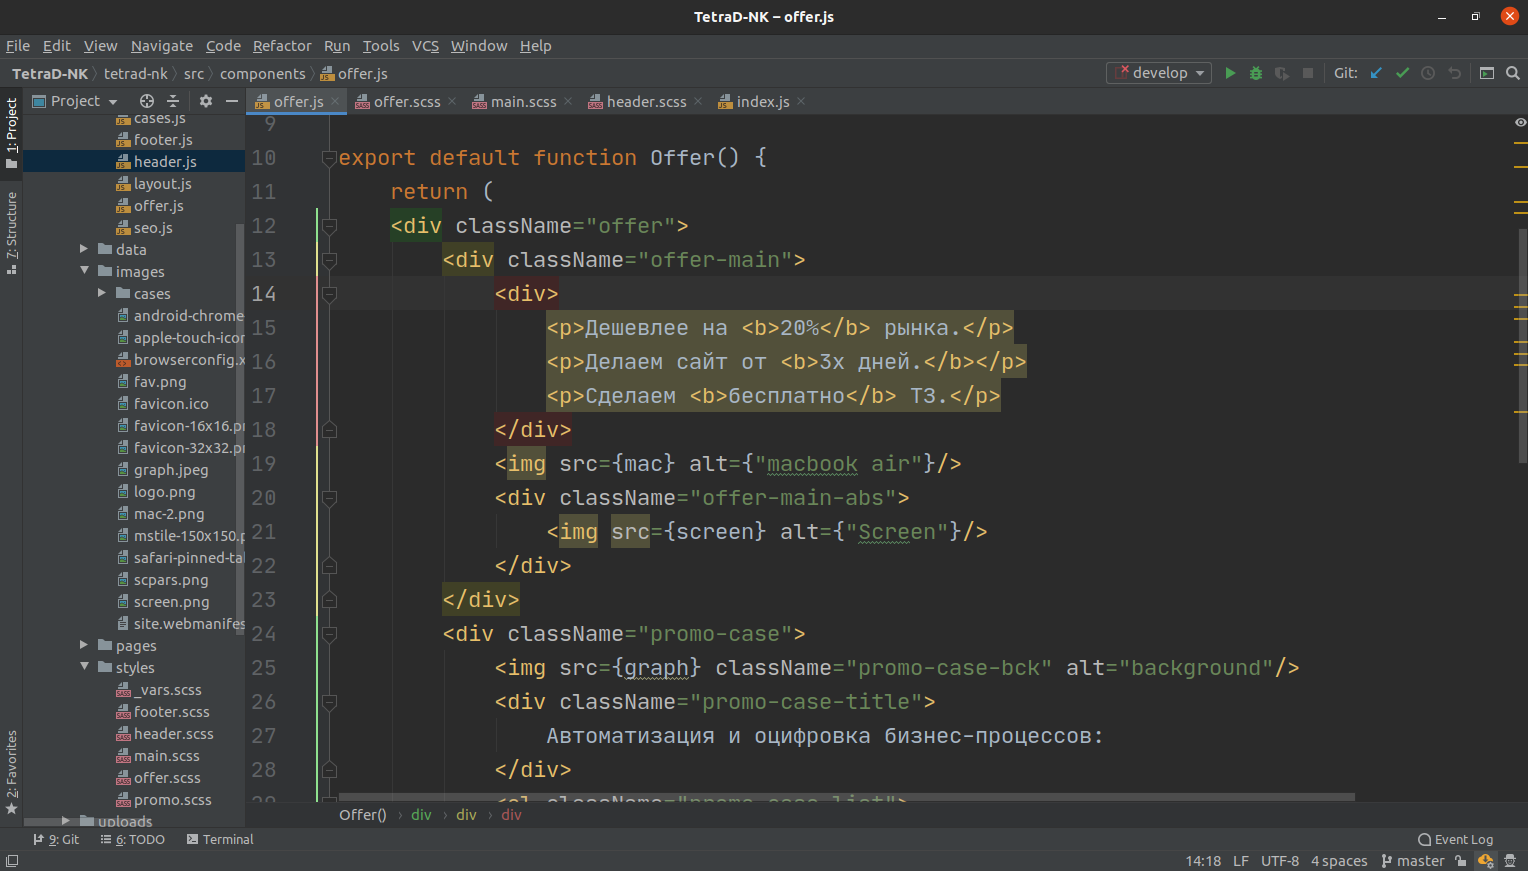 TetraD-NK – offer.js
File Edit View Navigate Code Refactor Run Tools VCS Window Help
TetraD-NK tetrad-nk src components offer.js develop Git:
Project offer.js offer.scss main.scss header.scss index.js
1: Project
7: Structure
2: Favorites
cases.js
footer.js
header.js
layout.js
offer.js
seo.js
data
images
cases
android-chrome
apple-touch-icon
browserconfig.x
fav.png
favicon.ico
favicon-16x16.pr
favicon-32x32.pr
graph.jpeg
logo.png
mac-2.png
mstile-150x150.p
safari-pinned-tal
scpars.png
screen.png
site.webmanifes
pages
styles
_vars.scss
footer.scss
header.scss
main.scss
offer.scss
promo.scss
uploads
9
10 export default function Offer() {
11 return (
12 <div className="offer">
13 <div className="offer-main">
14 <div>
15 <p>Дешевлее на <b>20%</b> рынка.</p>
16 <p>Делаем сайт от <b>3х дней.</b></p>
17 <p>Сделаем <b>бесплатно</b> ТЗ.</p>
18 </div>
19 <img src={mac} alt={"macbook air"}/>
20 <div className="offer-main-abs">
21 <img src={screen} alt={"Screen"}/>
22 </div>
23 </div>
24 <div className="promo-case">
25 <img src={graph} className="promo-case-bck" alt="background"/>
26 <div className="promo-case-title">
27 Автоматизация и оцифровка бизнес-процессов:
28 </div>
29 <ol className="promo-case-list">
Offer() › div › div › div
9: Git 6: TODO Terminal Event Log
14:18 LF UTF-8 4 spaces master